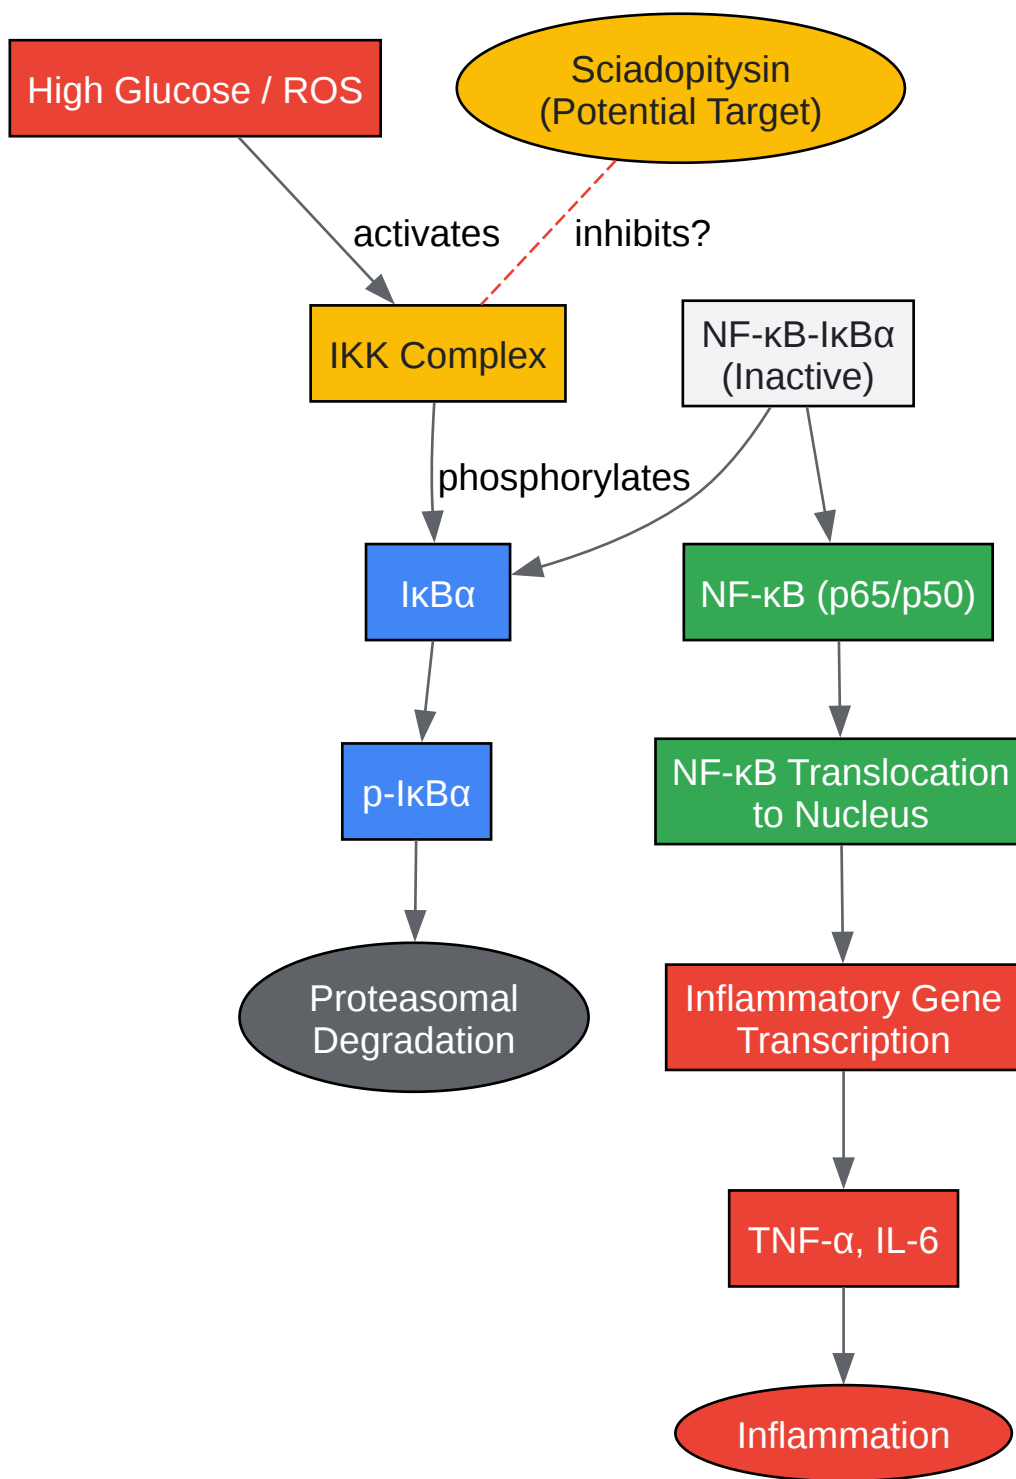 High Glucose / ROS
Sciadopitysin
(Potential Target)
activates
inhibits?
IKK Complex
NF-κB-IκBα
(Inactive)
phosphorylates
IκBα
NF-κB (p65/p50)
p-IκBα
NF-κB Translocation
to Nucleus
Proteasomal
Degradation
Inflammatory Gene
Transcription
TNF-α, IL-6
Inflammation